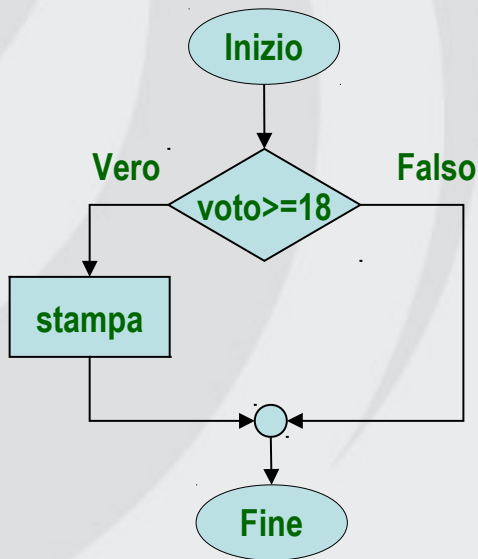 Inizio
Vero
Falso
voto>=18
stampa
Fine